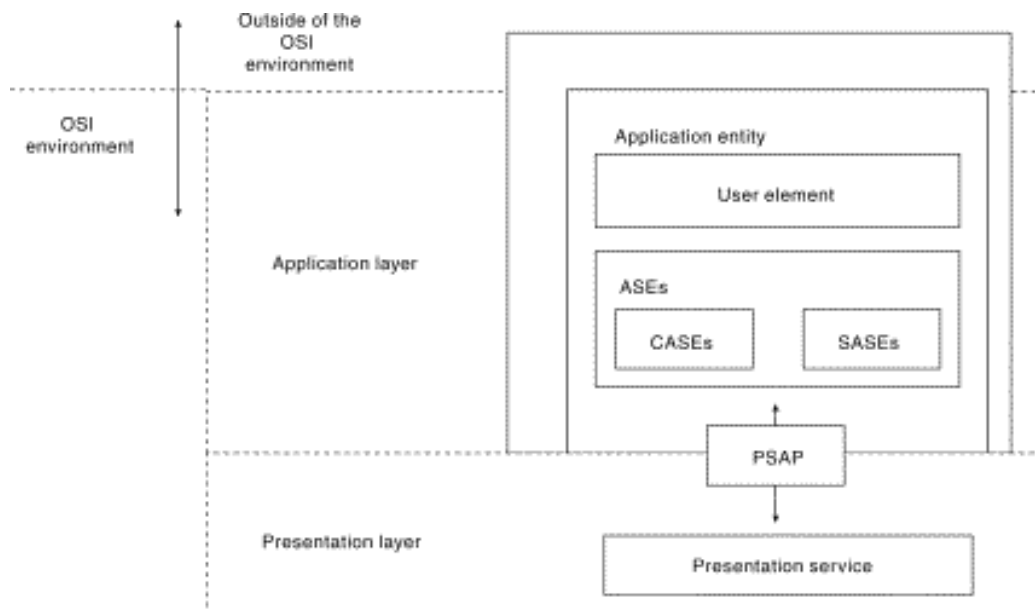 Outside of the
OSI
environment
OSI
environment
Application entity
User element
Application layer
ASEs
CASEs
SASEs
PSAP
Presentation layer
Presentation service